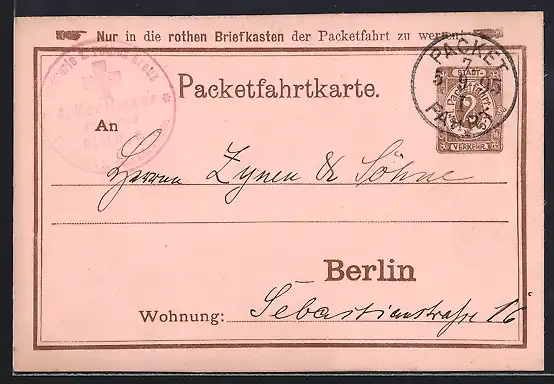 Nur in die rothen Briefkasten der Packetfahrt zu werfen!
PACKET
FAHRT
STADT-
2
VERKEHR
Packetfahrtkarte.
An
Herren Zynen & Söhne
Berlin
Wohnung: Sebastianstraße 16